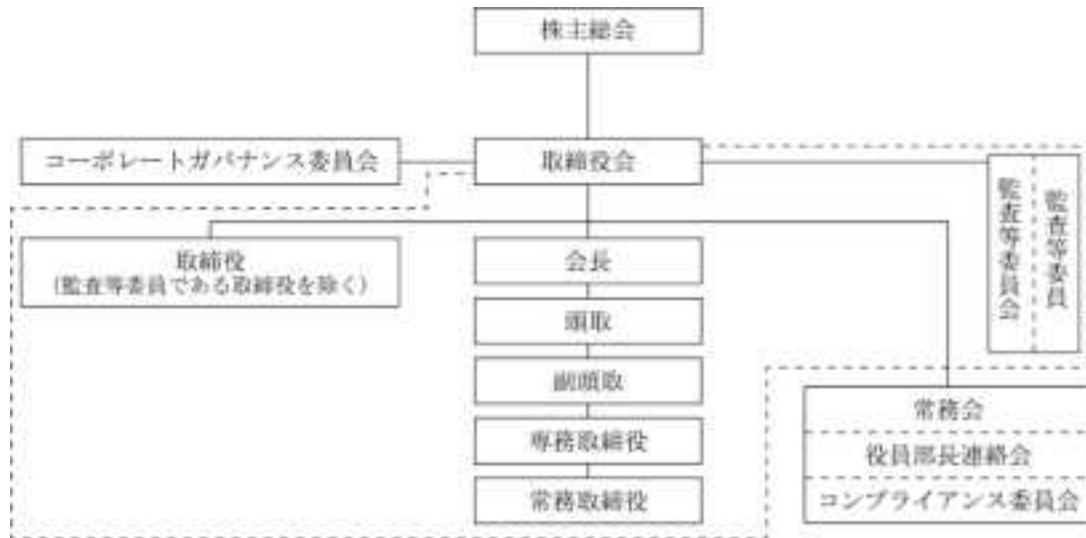 株主総会
コーポレートガバナンス委員会
取締役会
監査等委員会
監査等委員
取締役
(監査等委員である取締役を除く)
会長
頭取
副頭取
専務取締役
常務取締役
常務会
役員部長連絡会
コンプライアンス委員会